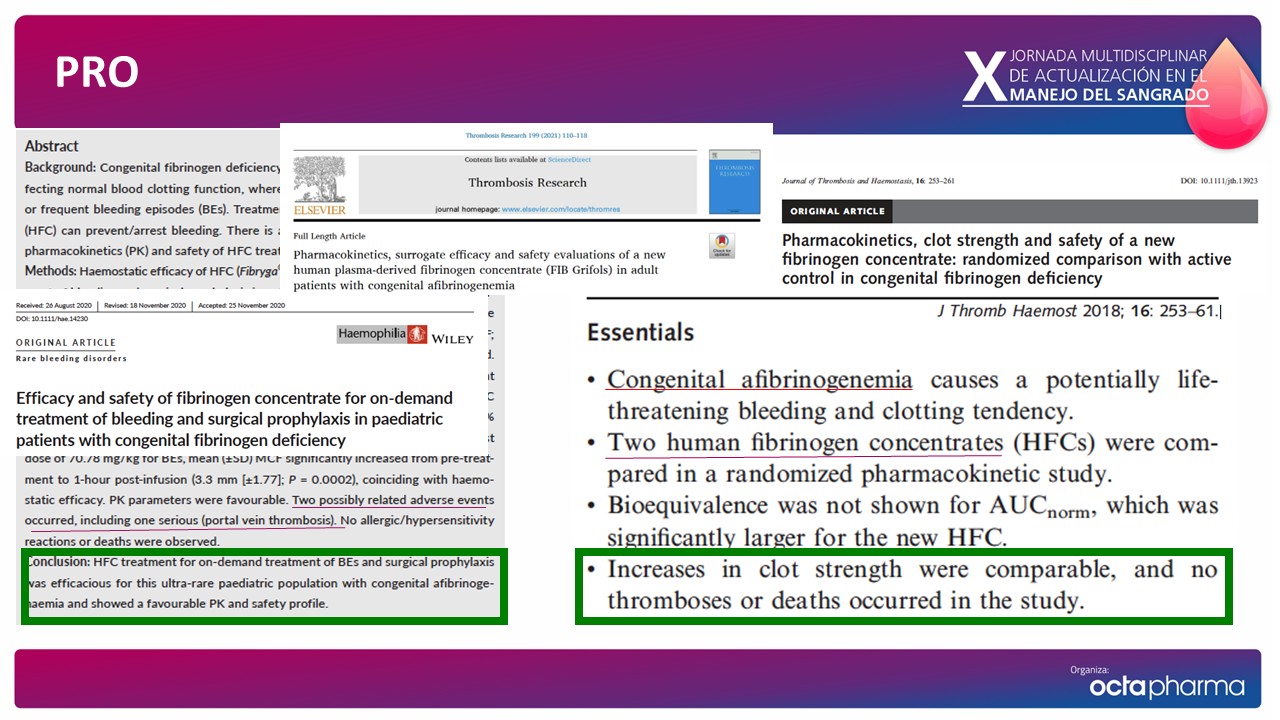 PRO
X JORNADA MULTIDISCIPLINAR
DE ACTUALIZACIÓN EN EL
MANEJO DEL SANGRADO
Abstract
Background: Congenital fibrinogen deficiency
fecting normal blood clotting function, where
or frequent bleeding episodes (BEs). Treatme
(HFC) can prevent/arrest bleeding. There is
pharmacokinetics (PK) and safety of HFC treat
Methods: Haemostatic efficacy of HFC (Fibryga
Thrombosis Research 199 (2021) 110–118
Contents lists available at ScienceDirect
Thrombosis Research
journal homepage: www.elsevier.com/locate/thromres
ELSEVIER
THROMBOSIS
RESEARCH
Full Length Article
Check for
updates
Pharmacokinetics, surrogate efficacy and safety evaluations of a new
human plasma-derived fibrinogen concentrate (FIB Grifols) in adult
patients with congenital afibrinogenemia
Journal of Thrombosis and Haemostasis, 16: 253–261 DOI: 10.1111/jth.13923
ORIGINAL ARTICLE
Pharmacokinetics, clot strength and safety of a new
fibrinogen concentrate: randomized comparison with active
control in congenital fibrinogen deficiency
Received: 26 August 2020 | Revised: 18 November 2020 | Accepted: 25 November 2020
DOI: 10.1111/hae.14230
Haemophilia WILEY
ORIGINAL ARTICLE
Rare bleeding disorders
Efficacy and safety of fibrinogen concentrate for on-demand
treatment of bleeding and surgical prophylaxis in paediatric
patients with congenital fibrinogen deficiency
dose of 70.78 mg/kg for BEs, mean (±SD) MCF significantly increased from pre-treat-
ment to 1-hour post-infusion (3.3 mm [±1.77]; P = 0.0002), coinciding with haemo-
static efficacy. PK parameters were favourable. Two possibly related adverse events
occurred, including one serious (portal vein thrombosis). No allergic/hypersensitivity
reactions or deaths were observed.
Conclusion: HFC treatment for on-demand treatment of BEs and surgical prophylaxis
was efficacious for this ultra-rare paediatric population with congenital afibrinoge-
naemia and showed a favourable PK and safety profile.
J Thromb Haemost 2018; 16: 253–61.
Essentials
• Congenital afibrinogenemia causes a potentially life-
threatening bleeding and clotting tendency.
• Two human fibrinogen concentrates (HFCs) were com-
pared in a randomized pharmacokinetic study.
• Bioequivalence was not shown for AUCnorm, which was
significantly larger for the new HFC.
• Increases in clot strength were comparable, and no
thromboses or deaths occurred in the study.
Organiza:
octapharma